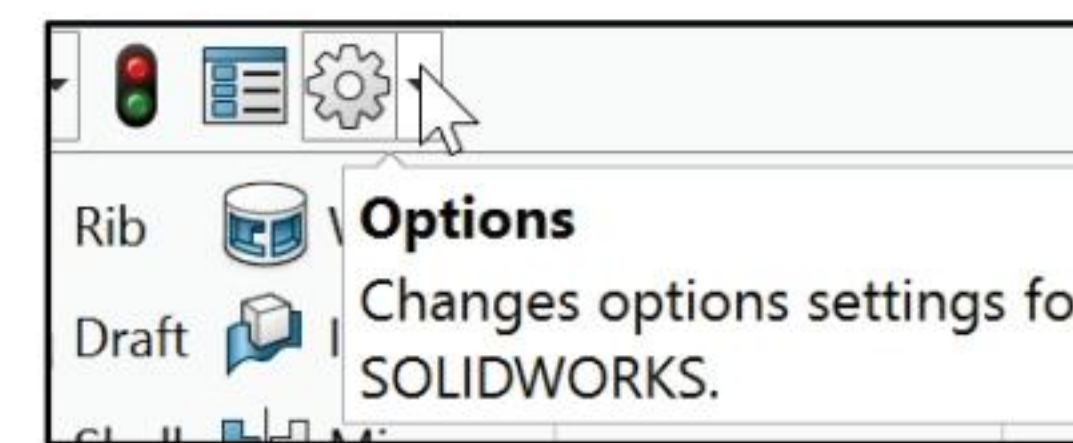 Rib
Options
Draft
Changes options settings fo
SOLIDWORKS.